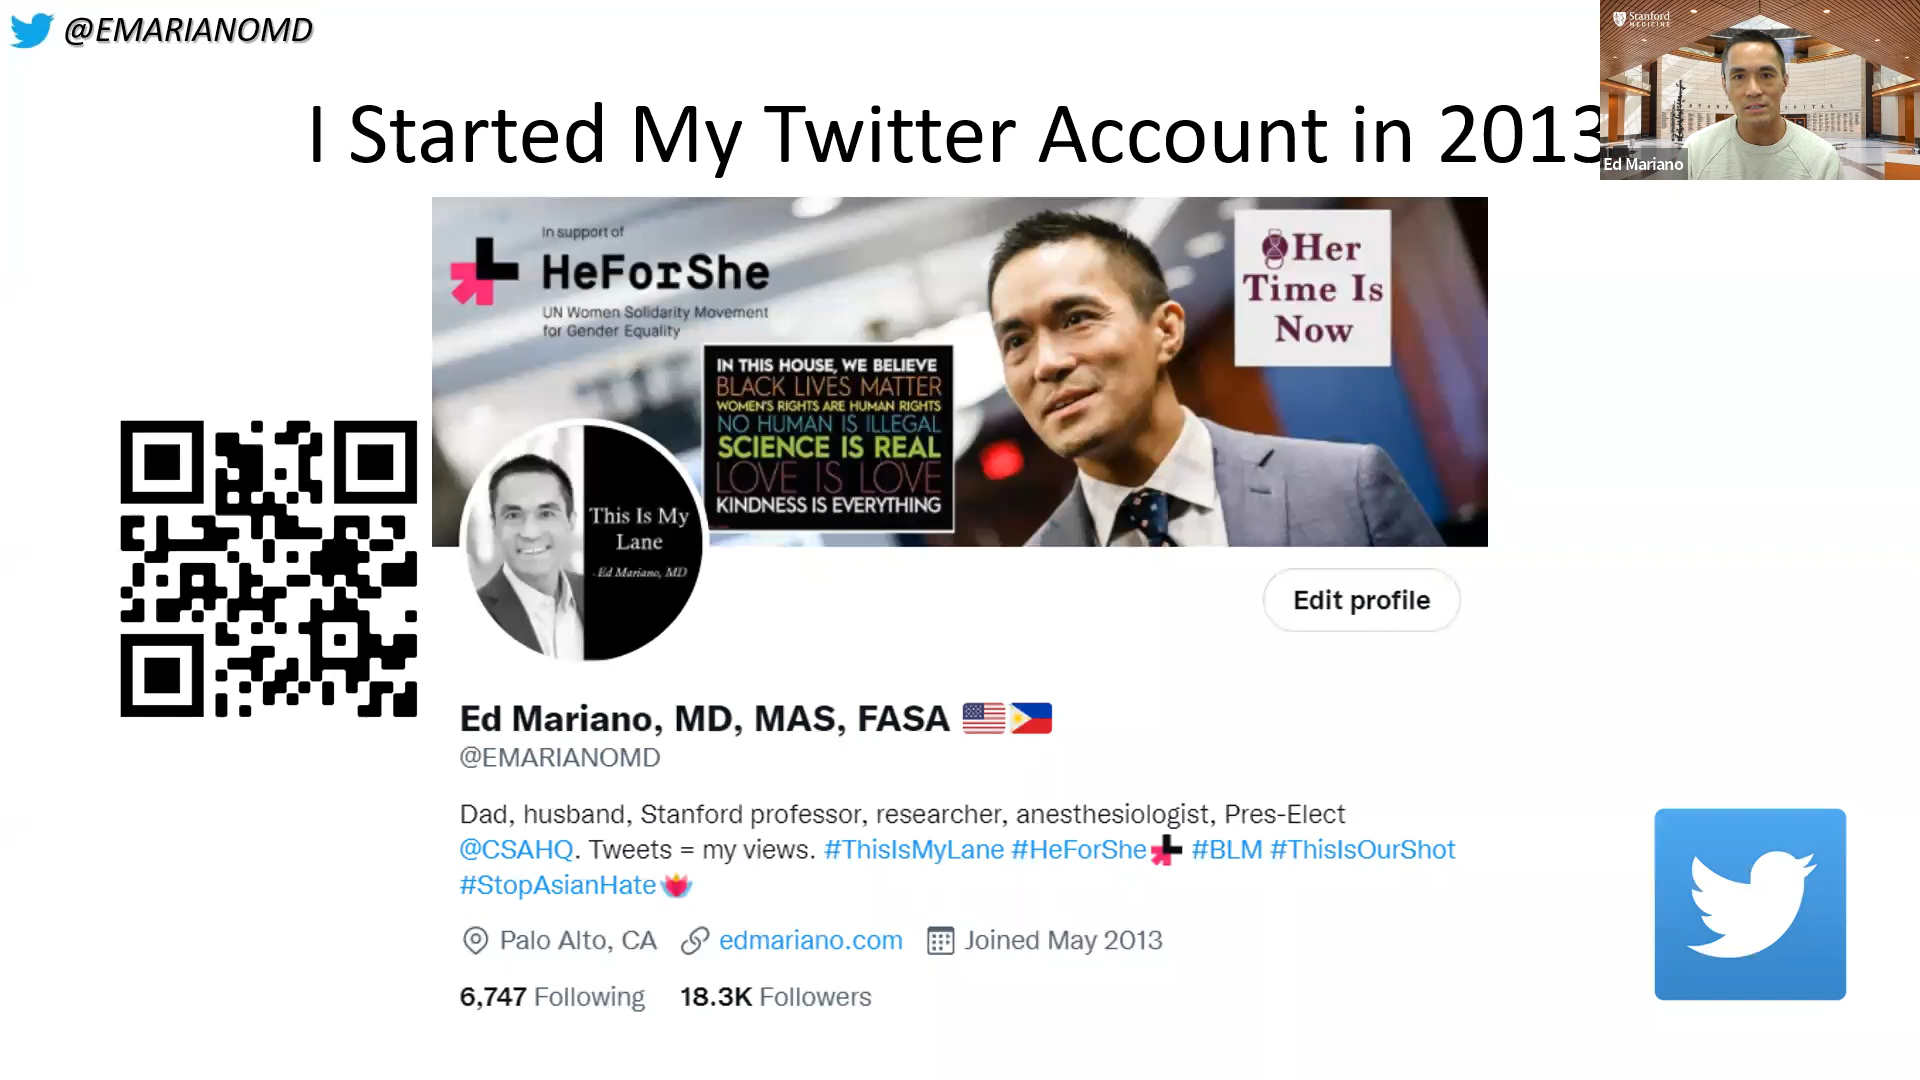 @EMARIANOMD
Stanford
MEDICINE
I Started My Twitter Account in 2013
Ed Mariano
In support of
HeForShe
UN Women Solidarity Movement
for Gender Equality
Her
Time Is
Now
IN THIS HOUSE, WE BELIEVE
BLACK LIVES MATTER
WOMEN'S RIGHTS ARE HUMAN RIGHTS
NO HUMAN IS ILLEGAL
SCIENCE IS REAL
LOVE IS LOVE
KINDNESS IS EVERYTHING
This Is My
Lane
-Ed Mariano, MD
Edit profile
Ed Mariano, MD, MAS, FASA
@EMARIANOMD
Dad, husband, Stanford professor, researcher, anesthesiologist, Pres-Elect
@CSAHQ. Tweets = my views. #ThisIsMyLane #HeForShe #BLM #ThisIsOurShot
#StopAsianHate
Palo Alto, CA edmariano.com Joined May 2013
6,747 Following 18.3K Followers